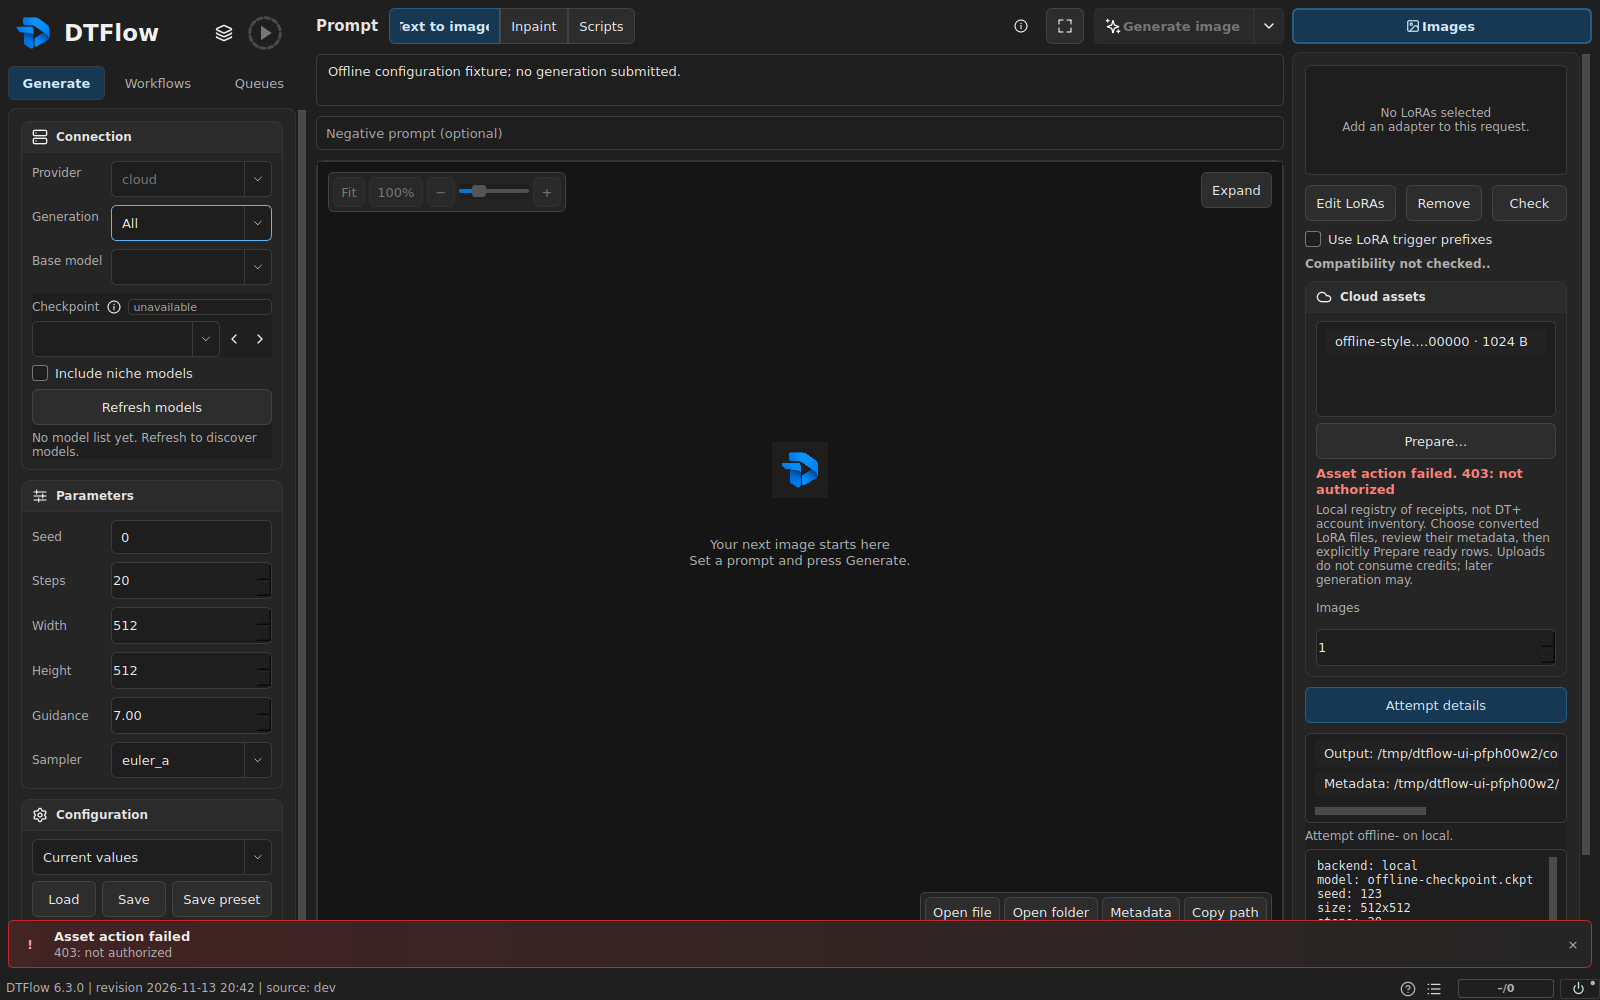 DTFlow
Generate
Workflows
Queues
Connection
Provider
cloud
Generation
All
Base model
Checkpoint
unavailable
Include niche models
Refresh models
No model list yet. Refresh to discover
models.
Parameters
Seed
0
Steps
20
Width
512
Height
512
Guidance
7.00
Sampler
euler_a
Configuration
Current values
Load
Save
Save preset
Prompt
Text to image
Inpaint
Scripts
Generate image
Offline configuration fixture; no generation submitted.
Negative prompt (optional)
Fit
100%
−
+
Expand
Your next image starts here
Set a prompt and press Generate.
Open file
Open folder
Metadata
Copy path
Images
No LoRAs selected
Add an adapter to this request.
Edit LoRAs
Remove
Check
Use LoRA trigger prefixes
Compatibility not checked..
Cloud assets
offline-style....00000 · 1024 B
Prepare...
Asset action failed. 403: not
authorized
Local registry of receipts, not DT+
account inventory. Choose converted
LoRA files, review their metadata, then
explicitly Prepare ready rows. Uploads
do not consume credits; later
generation may.
Images
1
Attempt details
Output: /tmp/dtflow-ui-pfph00w2/co
Metadata: /tmp/dtflow-ui-pfph00w2/
Attempt offline- on local.
backend: local
model: offline-checkpoint.ckpt
seed: 123
size: 512x512
!
Asset action failed
403: not authorized
×
DTFlow 6.3.0 | revision 2026-11-13 20:42 | source: dev
–/0